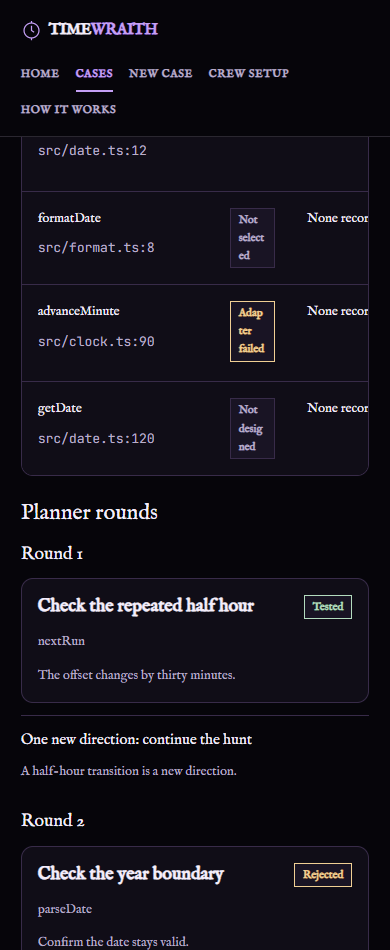 TIMEWRAITH
HOME CASES NEW CASE CREW SETUP
HOW IT WORKS
src/date.ts:12
formatDate
src/format.ts:8
Not
select
ed
None recor
advanceMinute
src/clock.ts:90
Adap
ter
failed
None recor
getDate
src/date.ts:120
Not
desig
ned
None recor
Planner rounds
Round 1
Check the repeated half hour
Tested
nextRun
The offset changes by thirty minutes.
One new direction: continue the hunt
A half-hour transition is a new direction.
Round 2
Check the year boundary
Rejected
parseDate
Confirm the date stays valid.